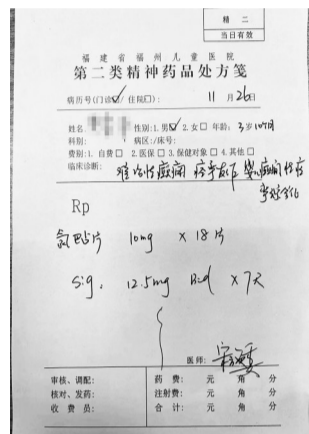 精 二
当日有效
福建省福州儿童医院
第二类精神药品处方笺
病历号(门诊☑/住院□): 11月26日
姓名: 性别:1.男☑ 2.女□ 年龄: 3岁10月
科别: 病区:/床号:
费别:1.自费□ 2.医保□ 3.保健对象□ 4.其他□
临床诊断: 难治性癫痫
Rp
氯巴占片 10mg × 18片
Sig. 12.5mg Bid ×7天
医师:
审核、调配: 药费: 元 角 分
核对、发药: 注射费: 元 角 分
收费员: 合计: 元 角 分